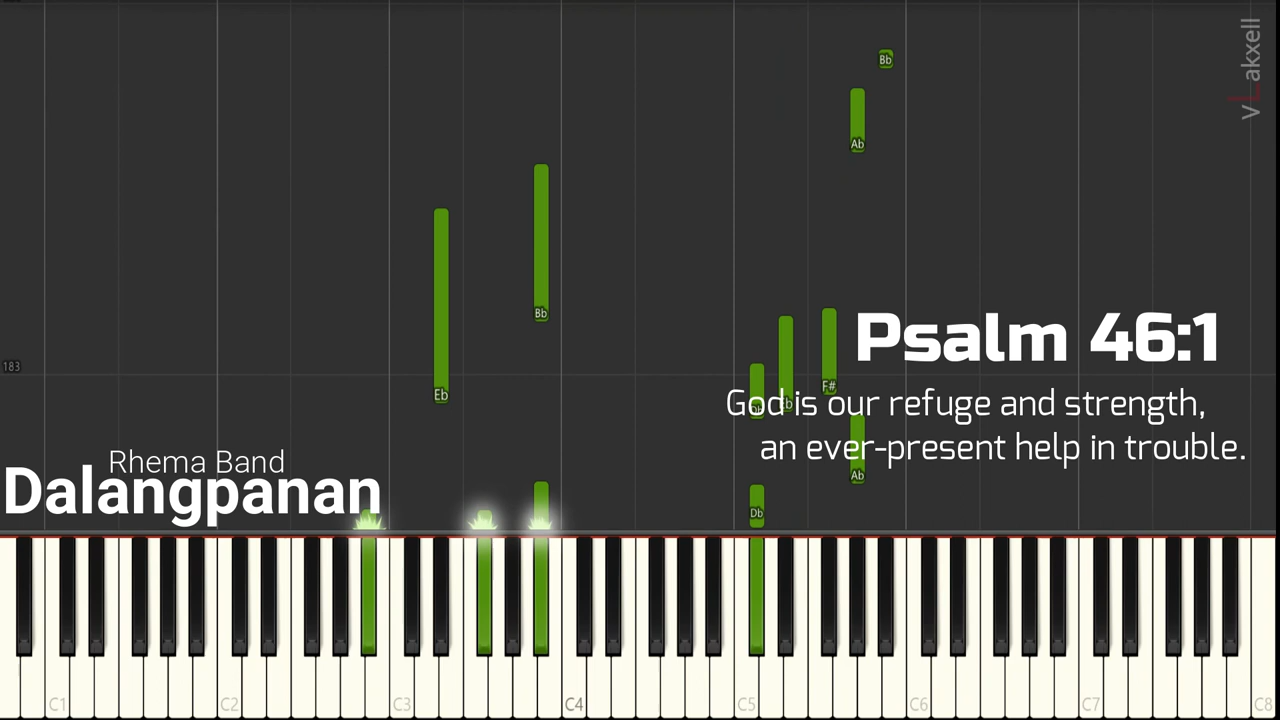 Bb
Ab
V Lakxell
Bb
183
Eb
F#
Psalm 46:1
God is our refuge and strength,
an ever-present help in trouble.
Ab
Db
Rhema Band
Dalangpanan
C1
C2
C3
C4
C5
C6
C7
C8